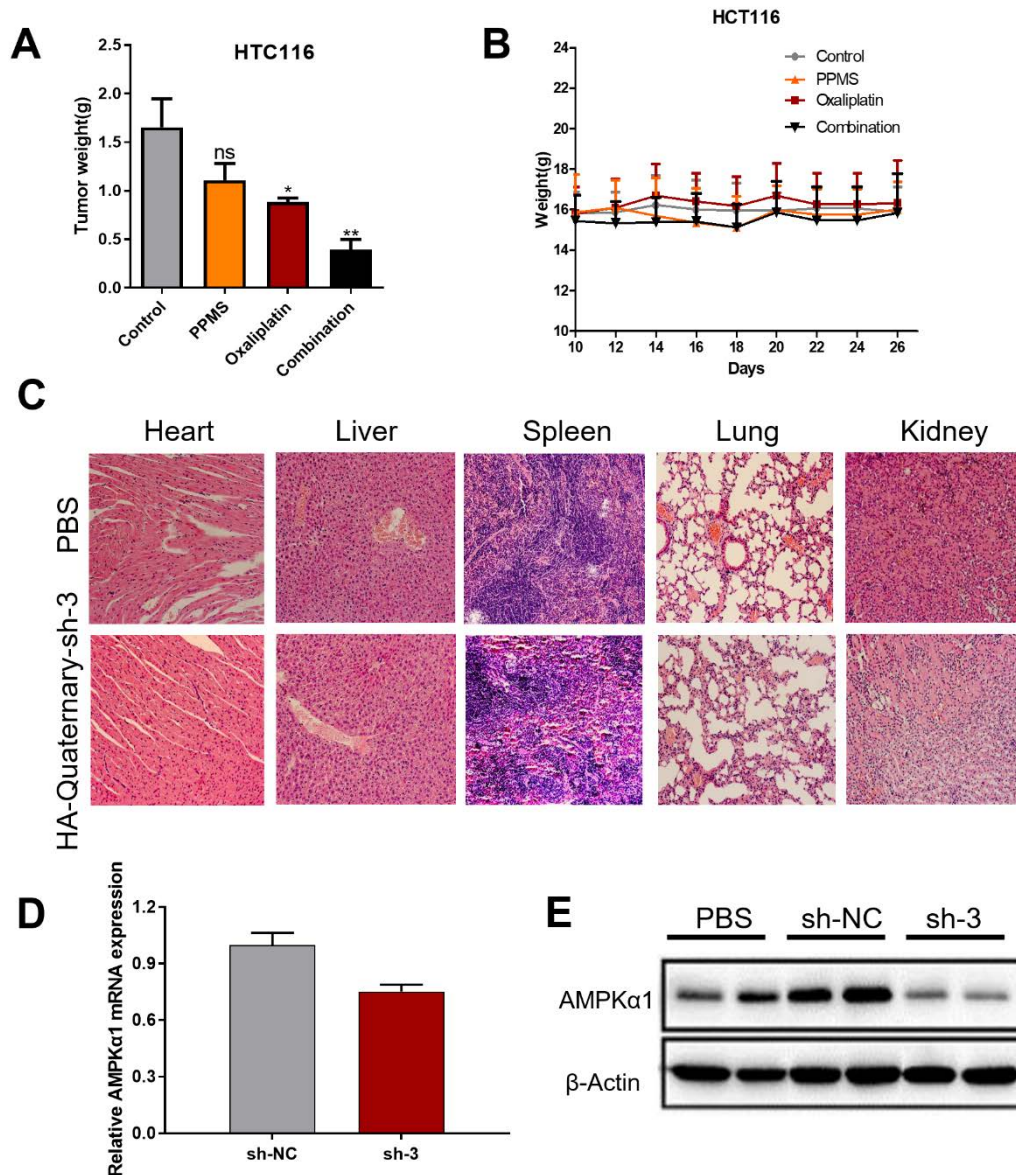 A
HTC116
Tumor weight(g)
2.5
2.0
1.5
1.0
0.5
0.0
ns
*
**
Control
PPMS
Oxaliplatin
Combination
B
HCT116
Weight(g)
24
22
20
18
16
14
12
10
Control
PPMS
Oxaliplatin
Combination
10 12 14 16 18 20 22 24 26
Days
C
Heart Liver Spleen Lung Kidney
PBS
HA-Quaternary-sh-3
D
Relative AMPKα1 mRNA expression
1.2
0.9
0.6
0.3
0.0
sh-NC sh-3
E
PBS sh-NC sh-3
AMPKα1
β-Actin